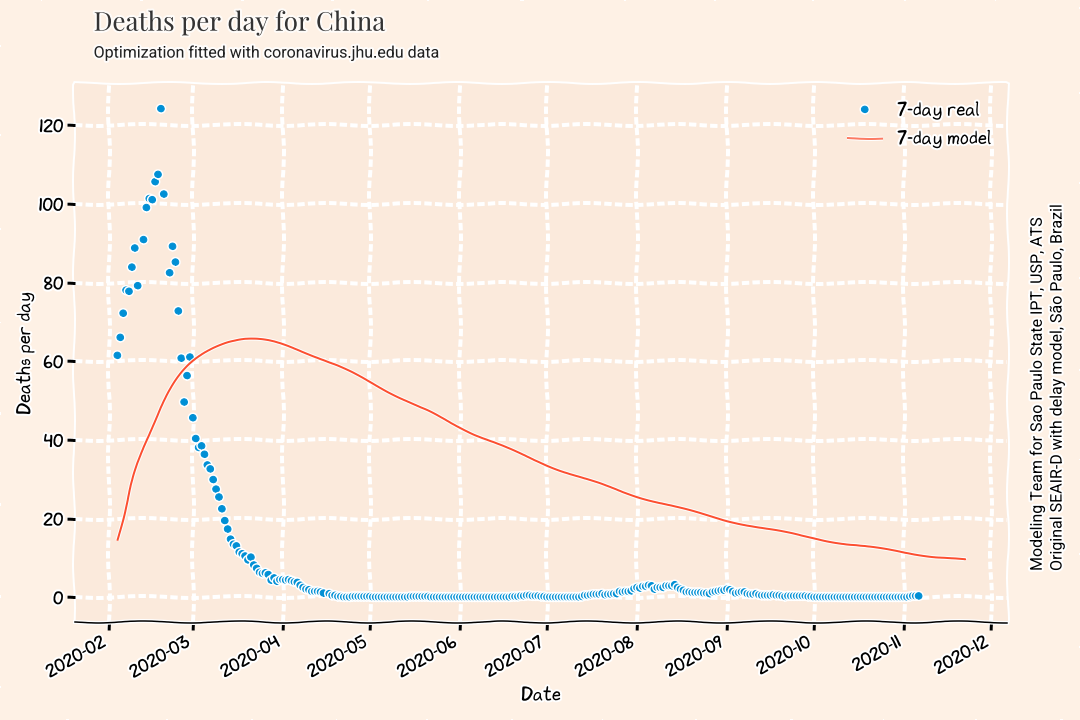 Deaths per day for China
Optimization fitted with coronavirus.jhu.edu data
7-day real
7-day model
120
100
80
60
40
20
0
Deaths per day
2020-02
2020-03
2020-04
2020-05
2020-06
2020-07
2020-08
2020-09
2020-10
2020-11
2020-12
Date
Modeling Team for Sao Paulo State IPT, USP, ATS
Original SEAIR-D with delay model, São Paulo, Brazil